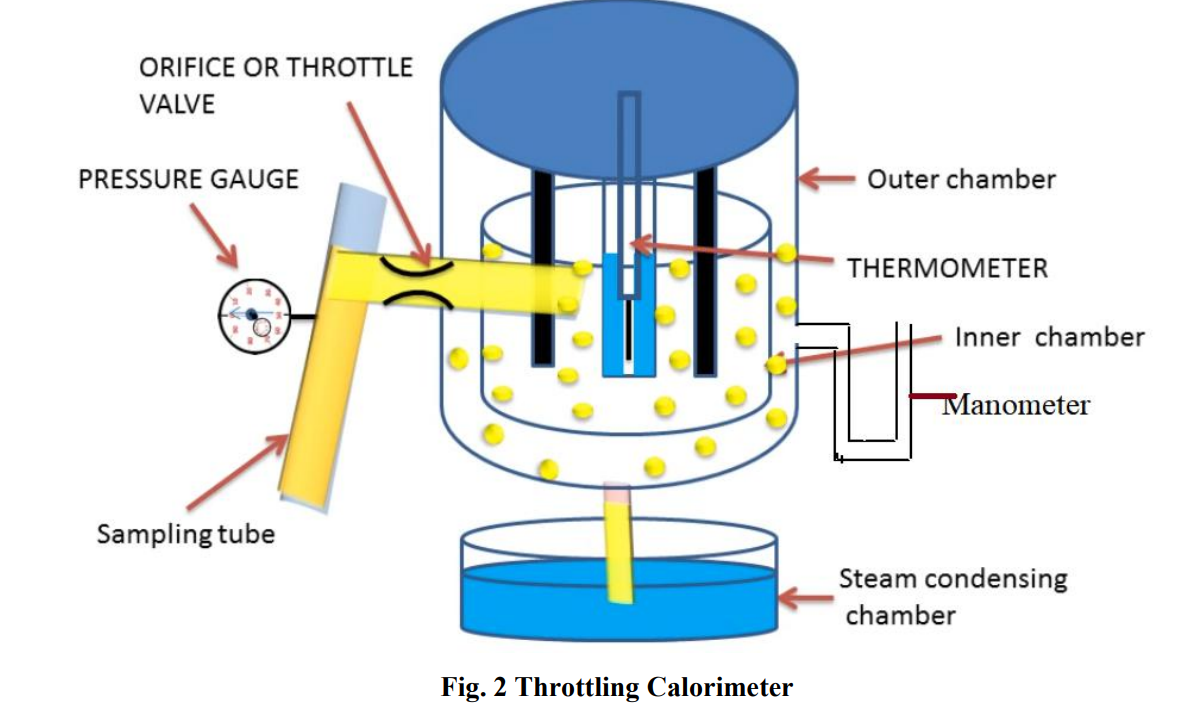 ORIFICE OR THROTTLE
VALVE
PRESSURE GAUGE
Outer chamber
THERMOMETER
Inner chamber
Manometer
Sampling tube
Steam condensing
chamber
Fig. 2 Throttling Calorimeter